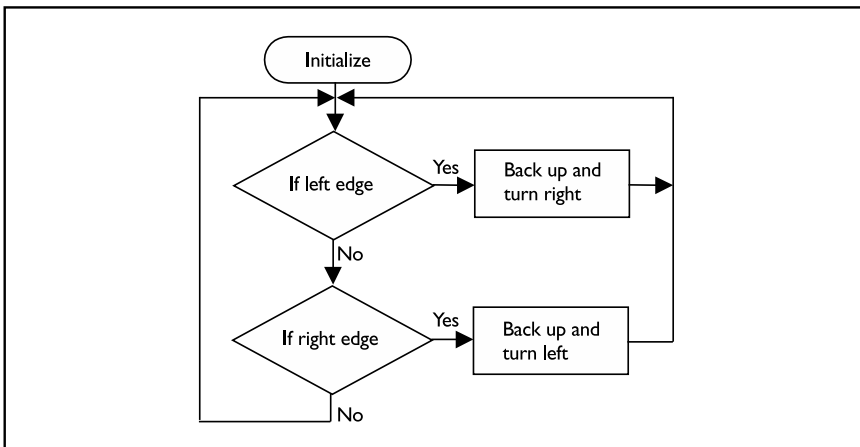 Initialize
If left edge
Yes
Back up and
turn right
No
If right edge
Yes
Back up and
turn left
No